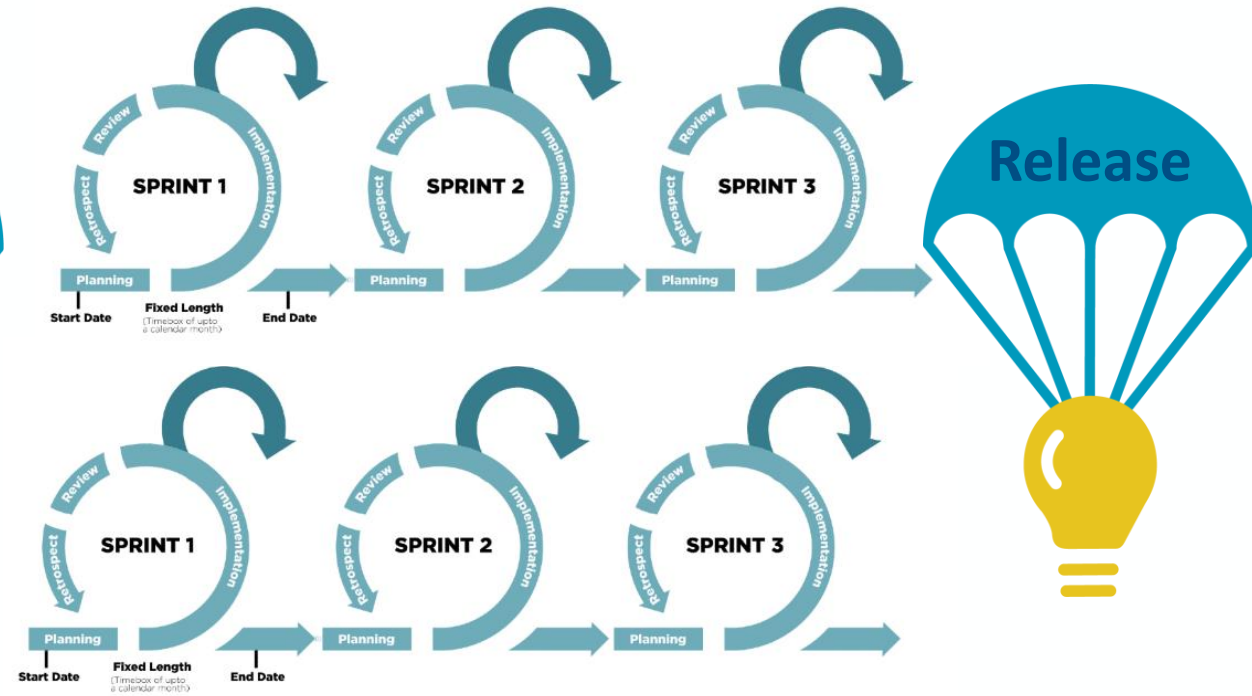 Review
Implementation
Retrospect
SPRINT 1
Planning
Start Date
Fixed Length
(Timebox of upto
a calendar month)
End Date
Review
Implementation
Retrospect
SPRINT 2
Planning
Review
Implementation
Retrospect
SPRINT 3
Planning
Release
Review
Implementation
Retrospect
SPRINT 1
Planning
Start Date
Fixed Length
(Timebox of upto
a calendar month)
End Date
Review
Implementation
Retrospect
SPRINT 2
Planning
Review
Implementation
Retrospect
SPRINT 3
Planning